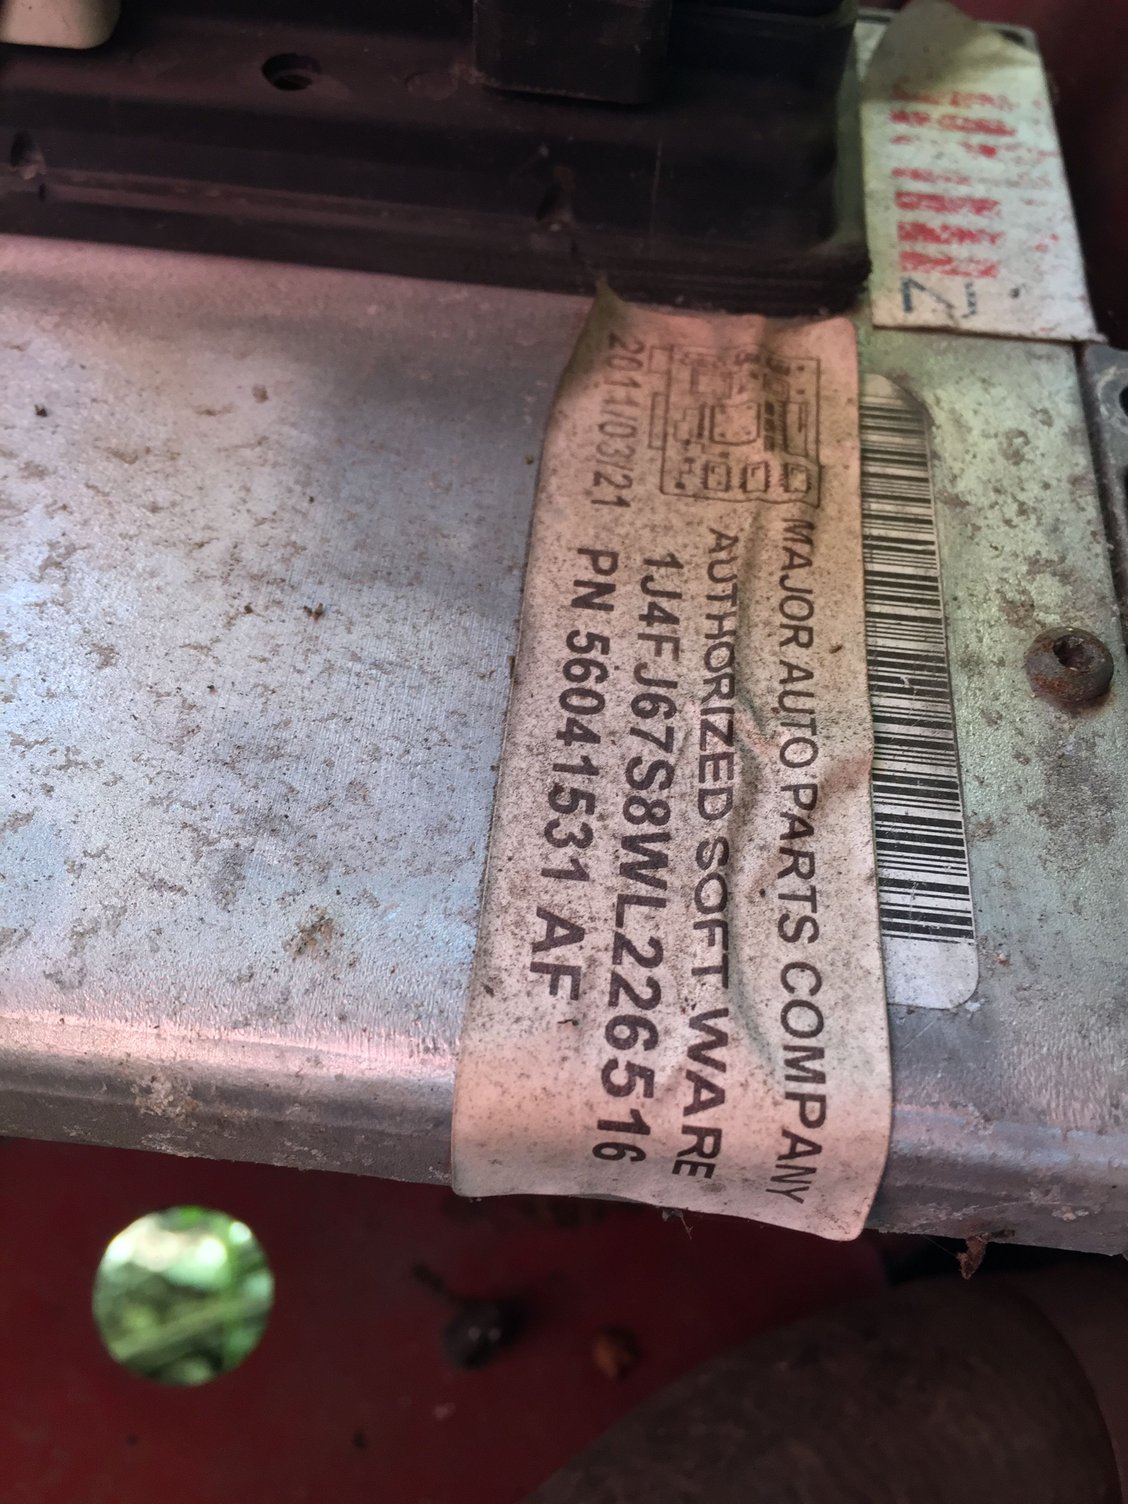 MAJOR AUTO PARTS COMPANY
AUTHORIZED SOFT WARE
1J4FJ67S8WL226516
2011/03/21 PN 56041531 AF